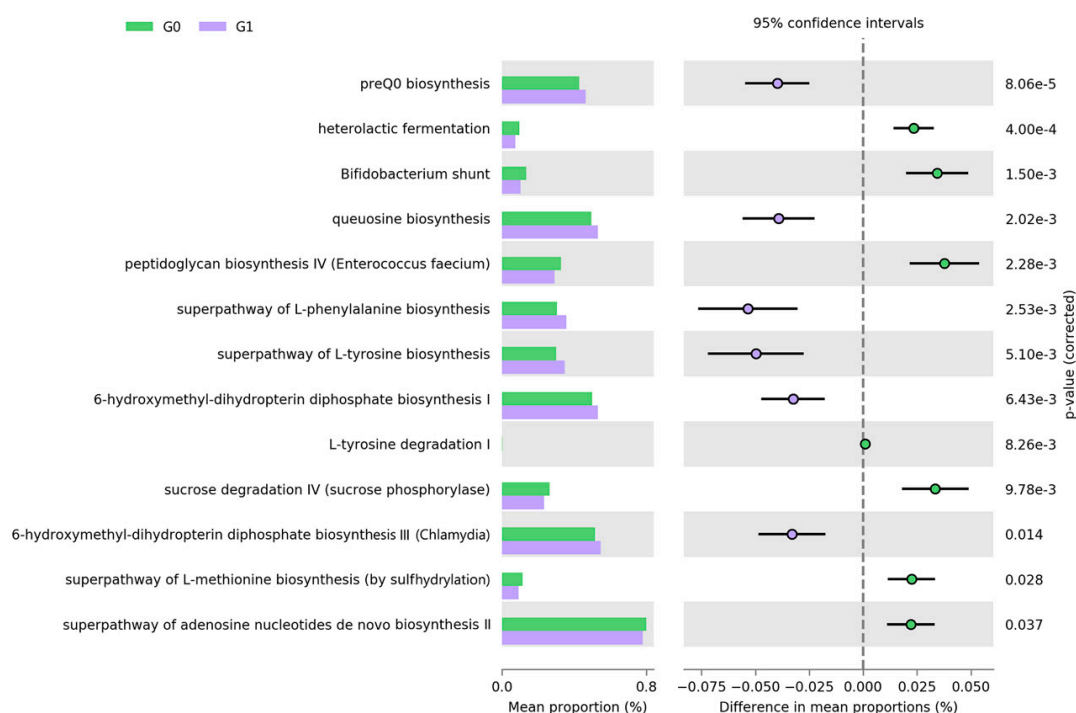 G0 G1
95% confidence intervals
preQ0 biosynthesis 8.06e-5
heterolactic fermentation 4.00e-4
Bifidobacterium shunt 1.50e-3
queuosine biosynthesis 2.02e-3
peptidoglycan biosynthesis IV (Enterococcus faecium) 2.28e-3
superpathway of L-phenylalanine biosynthesis 2.53e-3
superpathway of L-tyrosine biosynthesis 5.10e-3
6-hydroxymethyl-dihydropterin diphosphate biosynthesis I 6.43e-3
L-tyrosine degradation I 8.26e-3
sucrose degradation IV (sucrose phosphorylase) 9.78e-3
6-hydroxymethyl-dihydropterin diphosphate biosynthesis III (Chlamydia) 0.014
superpathway of L-methionine biosynthesis (by sulfhydrylation) 0.028
superpathway of adenosine nucleotides de novo biosynthesis II 0.037
p-value (corrected)
0.0 0.8 −0.075 −0.050 −0.025 0.000 0.025 0.050
Mean proportion (%) Difference in mean proportions (%)